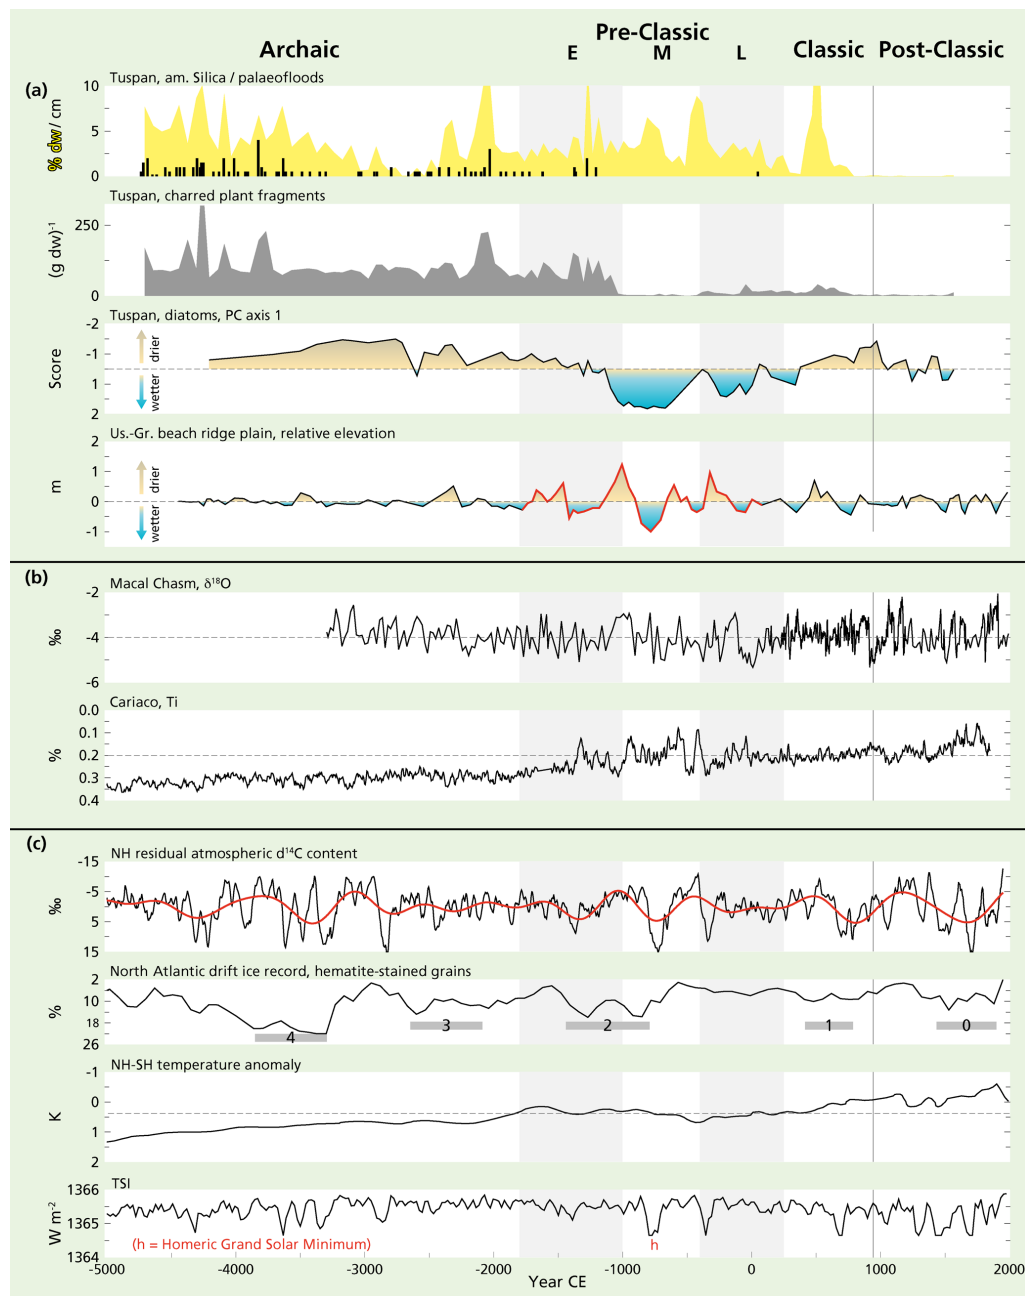 Archaic
Pre-Classic
E M L
Classic Post-Classic
(a)
Tuspan, am. Silica / palaeofloods
% dw / cm
10
5
0
Tuspan, charred plant fragments
(g dw)-1
250
0
Tuspan, diatoms, PC axis 1
Score
-2
-1
1
2
drier
wetter
Us.-Gr. beach ridge plain, relative elevation
m
2
1
0
-1
drier
wetter
(b)
Macal Chasm, δ18O
‰
-2
-4
-6
Cariaco, Ti
%
0.0
0.1
0.2
0.3
0.4
(c)
NH residual atmospheric d14C content
‰
-15
-5
5
15
North Atlantic drift ice record, hematite-stained grains
%
2
10
18
26
4 3 2 1 0
NH-SH temperature anomaly
K
-1
0
1
2
TSI
W m-2
1366
1365
1364
(h = Homeric Grand Solar Minimum)
h
-5000 -4000 -3000 -2000 -1000 0 1000 2000
Year CE